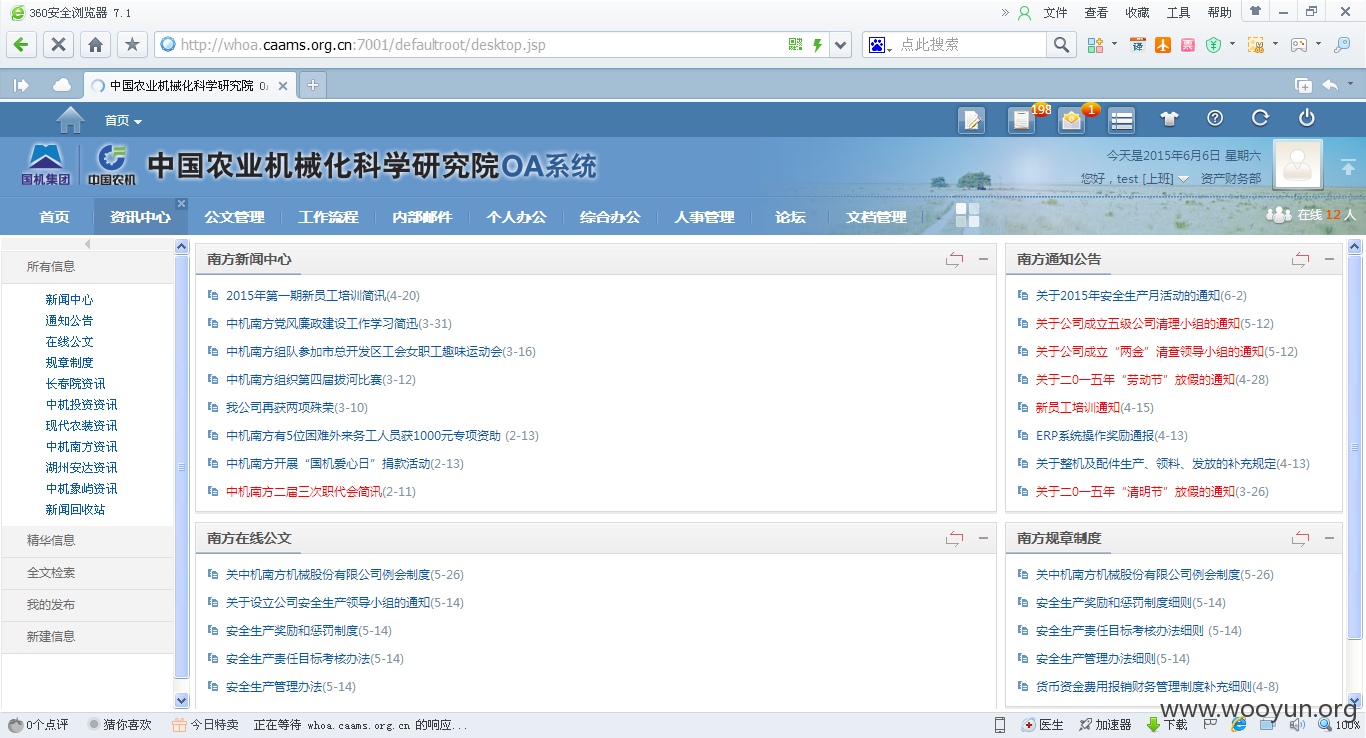 360安全浏览器 7.1
文件 查看 收藏 工具 帮助
http://whoa.caams.org.cn:7001/defaultroot/desktop.jsp
点此搜索
中国农业机械化科学研究院 OA
首页
198
1
国机集团 中国农机 中国农业机械化科学研究院OA系统
今天是2015年6月6日 星期六
您好，test [上班] 资产财务部
首页 资讯中心 公文管理 工作流程 内部邮件 个人办公 综合办公 人事管理 论坛 文档管理
在线 12 人
所有信息
新闻中心
通知公告
在线公文
规章制度
长春院资讯
中机投资资讯
现代农装资讯
中机南方资讯
湖州安达资讯
中机象屿资讯
新闻回收站
精华信息
全文检索
我的发布
新建信息
南方新闻中心
2015年第一期新员工培训简讯(4-20)
中机南方党风廉政建设工作学习简迅(3-31)
中机南方组队参加市总开发区工会女职工趣味运动会(3-16)
中机南方组织第四届拔河比赛(3-12)
我公司再获两项殊荣(3-10)
中机南方有5位困难外来务工人员获1000元专项资助 (2-13)
中机南方开展“国机爱心日”捐款活动(2-13)
中机南方二届三次职代会简讯(2-11)
南方通知公告
关于2015年安全生产月活动的通知(6-2)
关于公司成立五级公司清理小组的通知(5-12)
关于公司成立“两金”清查领导小组的通知(5-12)
关于二0一五年“劳动节”放假的通知(4-28)
新员工培训通知(4-15)
ERP系统操作奖励通报(4-13)
关于整机及配件生产、领料、发放的补充规定(4-13)
关于二0一五年“清明节”放假的通知(3-26)
南方在线公文
关中机南方机械股份有限公司例会制度(5-26)
关于设立公司安全生产领导小组的通知(5-14)
安全生产奖励和惩罚制度(5-14)
安全生产责任目标考核办法(5-14)
安全生产管理办法(5-14)
南方规章制度
关中机南方机械股份有限公司例会制度(5-26)
安全生产奖励和惩罚制度细则(5-14)
安全生产责任目标考核办法细则 (5-14)
安全生产管理办法细则(5-14)
货币资金费用报销财务管理制度补充细则(4-8)
www.wooyun.org
0个点评 猜你喜欢 今日特卖 正在等待 whoa.caams.org.cn 的响应... 医生 加速器 下载 100%